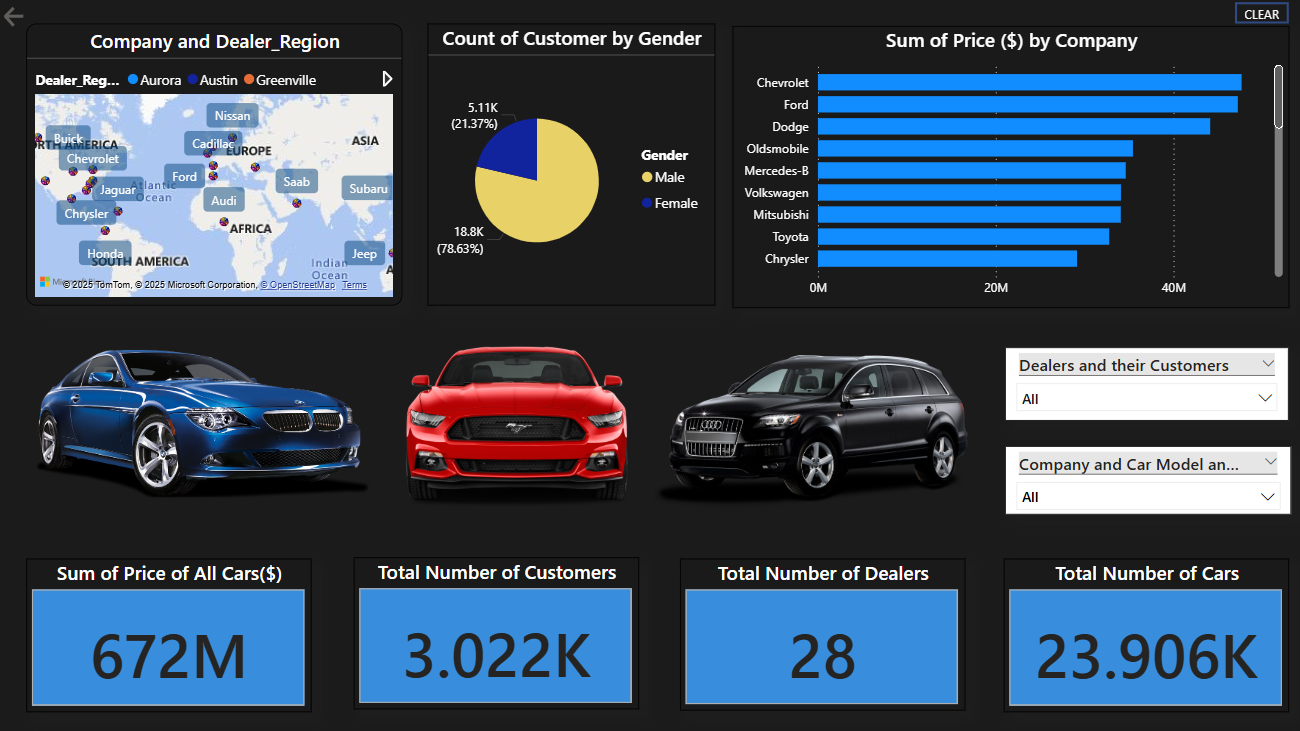 CLEAR
Company and Dealer_Region
Dealer_Reg... Aurora Austin Greenville
Nissan
Buick
Cadillac
ASIA
RTH AMERICA
EUROPE
Chevrolet
Ford
Saab
Jaguar
Atlantic
Ocean
Subaru
Audi
Chrysler
AFRICA
Honda
Jeep
SOUTH AMERICA
Indian
Ocean
A
© 2025 TomTom, © 2025 Microsoft Corporation, © OpenStreetMap Terms
Count of Customer by Gender
5.11K
(21.37%)
18.8K
(78.63%)
Gender
Male
Female
Sum of Price ($) by Company
Chevrolet
Ford
Dodge
Oldsmobile
Mercedes-B
Volkswagen
Mitsubishi
Toyota
Chrysler
0M 20M 40M
Dealers and their Customers
All
Company and Car Model an...
All
Sum of Price of All Cars($)
672M
Total Number of Customers
3.022K
Total Number of Dealers
28
Total Number of Cars
23.906K